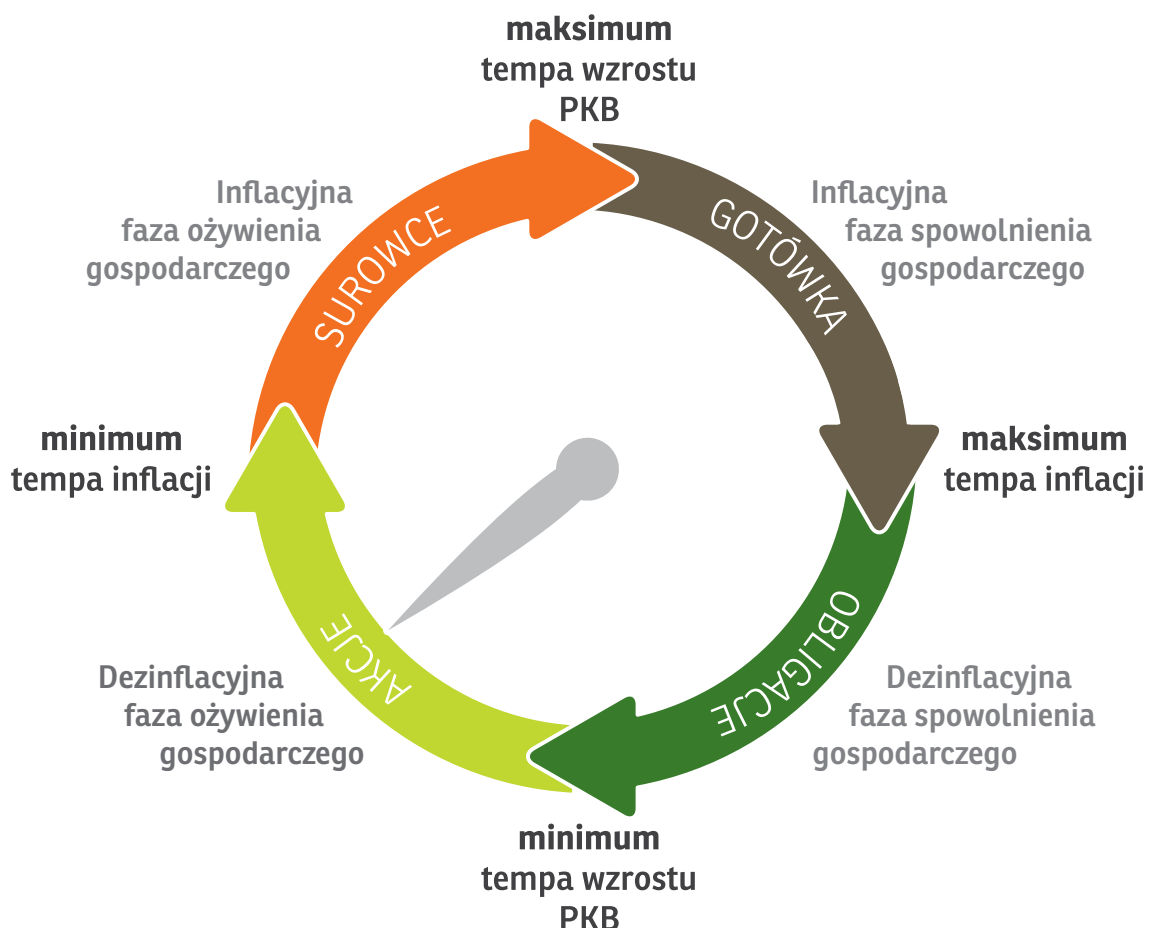 maksimum
tempa wzrostu
PKB
Inflacyjna
faza ożywienia
gospodarczego
SUROWCE
GOTÓWKA
Inflacyjna
faza spowolnienia
gospodarczego
minimum
tempa inflacji
maksimum
tempa inflacji
Dezinflacyjna
faza ożywienia
gospodarczego
AKCJE
OBLIGACJE
Dezinflacyjna
faza spowolnienia
gospodarczego
minimum
tempa wzrostu
PKB